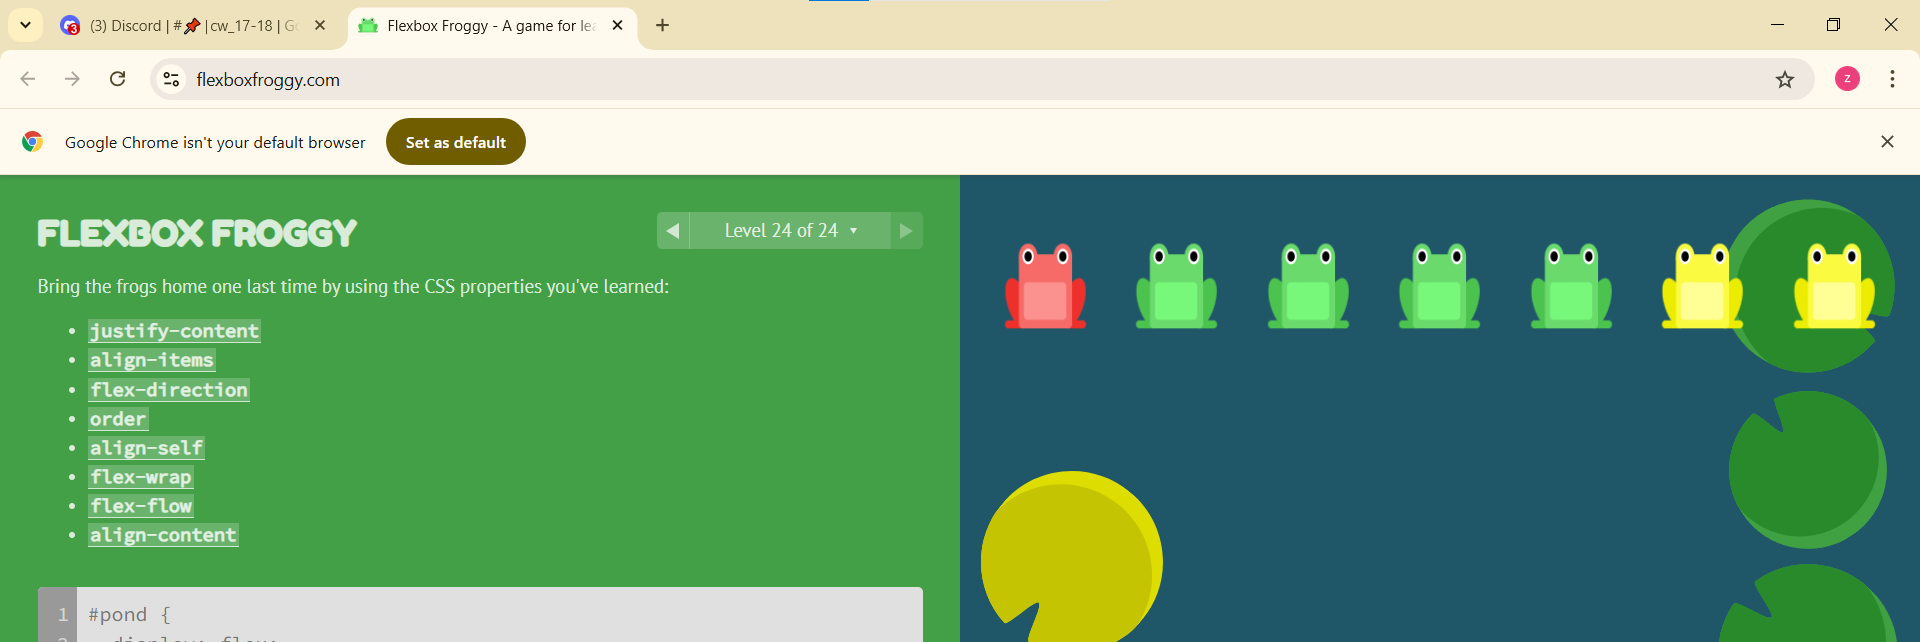 (3) Discord | #📌 |cw_17-18 | Go
Flexbox Froggy - A game for lea
flexboxfroggy.com
z
Google Chrome isn't your default browser
Set as default
FLEXBOX FROGGY
Level 24 of 24
Bring the frogs home one last time by using the CSS properties you've learned:
justify-content
align-items
flex-direction
order
align-self
flex-wrap
flex-flow
align-content
1 #pond {